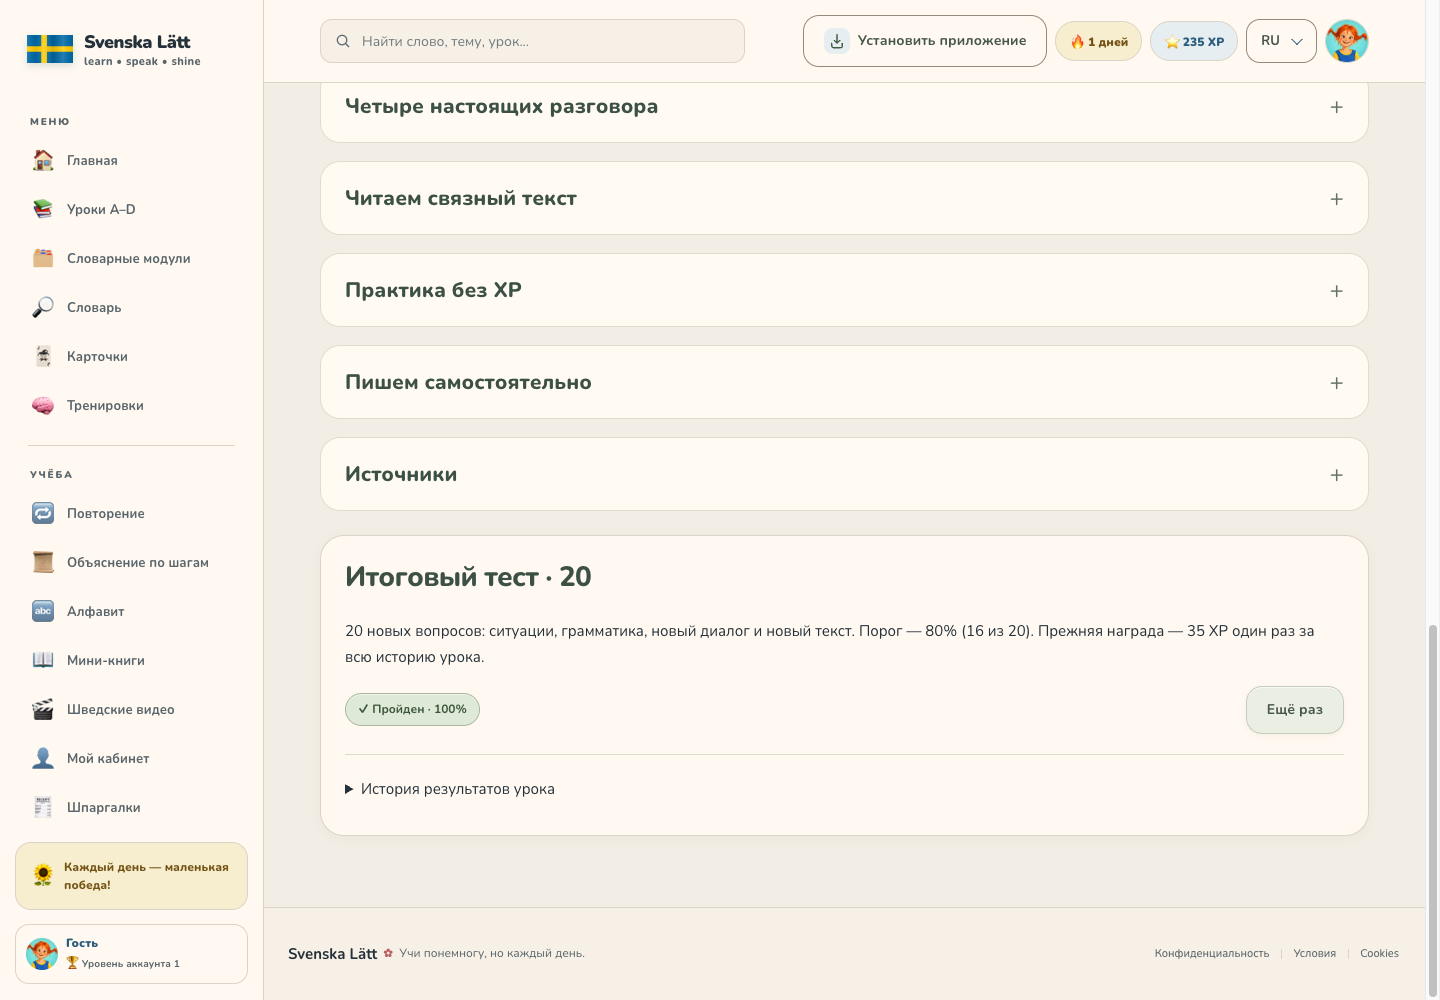 Svenska Lätt
learn • speak • shine
МЕНЮ
Главная
Уроки A–D
Словарные модули
Словарь
Карточки
Тренировки
УЧЁБА
Повторение
Объяснение по шагам
abc
Алфавит
Мини-книги
Шведские видео
Мой кабинет
Шпаргалки
Каждый день — маленькая
победа!
Гость
Уровень аккаунта 1
Найти слово, тему, урок...
Установить приложение
1 дней
235 XP
RU
Четыре настоящих разговора
Читаем связный текст
Практика без XP
Пишем самостоятельно
Источники
Итоговый тест · 20
20 новых вопросов: ситуации, грамматика, новый диалог и новый текст. Порог — 80% (16 из 20). Прежняя награда — 35 XP один раз за
всю историю урока.
✓ Пройден · 100%
Ещё раз
История результатов урока
Svenska Lätt
Учи понемногу, но каждый день.
Конфиденциальность
Условия
Cookies